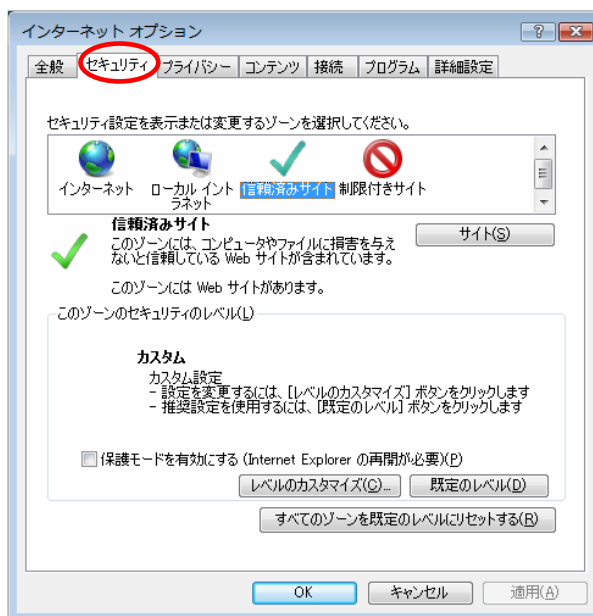 インターネット オプション
全般 セキュリティ プライバシー コンテンツ 接続 プログラム 詳細設定
セキュリティ設定を表示または変更するゾーンを選択してください。
インターネット ローカル イントラネット 信頼済みサイト 制限付きサイト
信頼済みサイト
サイト(S)
このゾーンには、コンピュータやファイルに損害を与え
ないと信頼している Web サイトが含まれています。
このゾーンには Web サイトがあります。
このゾーンのセキュリティのレベル(L)
カスタム
カスタム設定
- 設定を変更するには、[レベルのカスタマイズ] ボタンをクリックします
- 推奨設定を使用するには、[既定のレベル] ボタンをクリックします
保護モードを有効にする (Internet Explorer の再開が必要)(P)
レベルのカスタマイズ(C)... 既定のレベル(D)
すべてのゾーンを既定のレベルにリセットする(R)
OK キャンセル 適用(A)